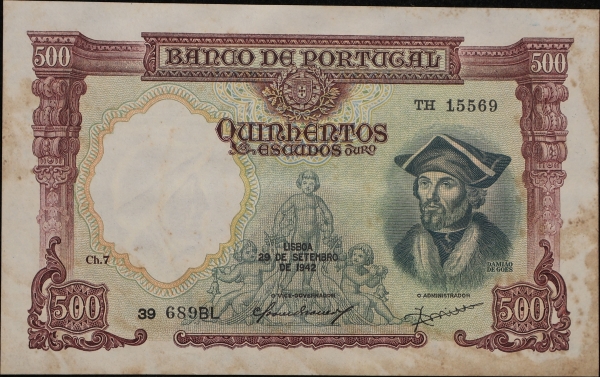 500 BANCO DE PORTUGAL 500
TH 15569
QUINHENTOS
ESCUDOS OURO
LISBOA
29 DE SETEMBRO
DE 1942
DAMIÃO
DE GOES
Ch.7
O VICE-GOVERNADOR
O ADMINISTRADOR
500 39 689BL 500